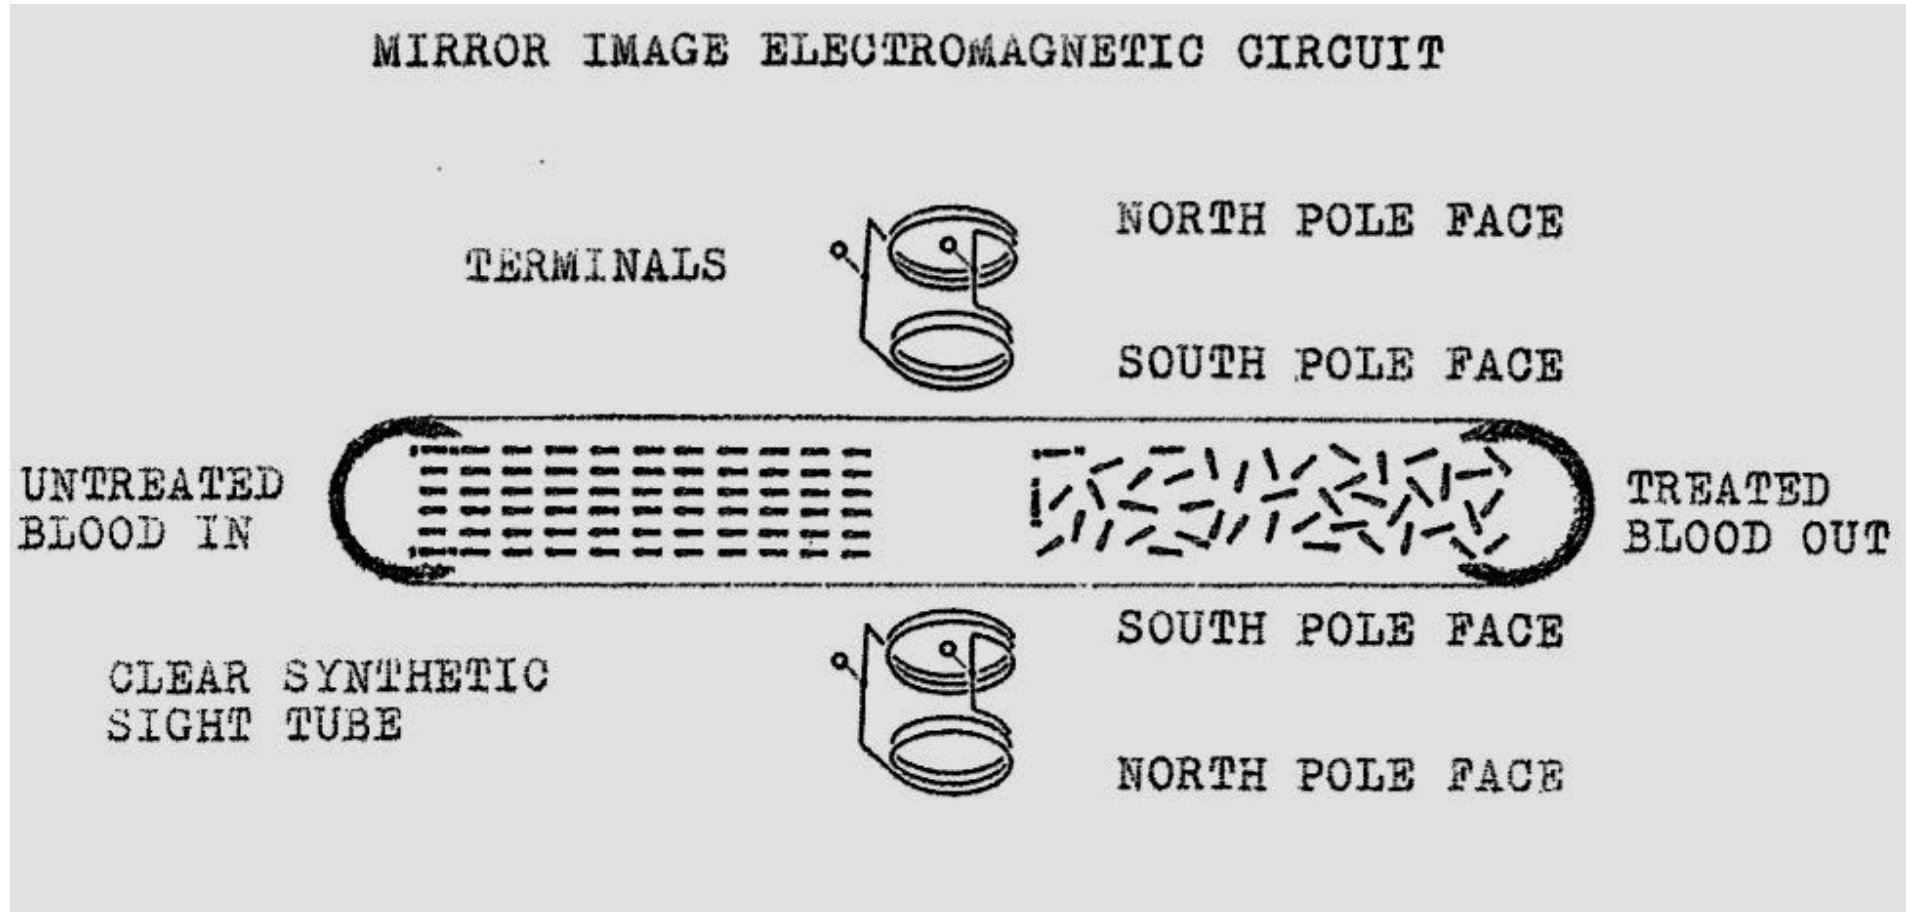 MIRROR IMAGE ELECTROMAGNETIC CIRCUIT
NORTH POLE FACE
TERMINALS
SOUTH POLE FACE
UNTREATED
BLOOD IN
TREATED
BLOOD OUT
SOUTH POLE FACE
CLEAR SYNTHETIC
SIGHT TUBE
NORTH POLE FACE